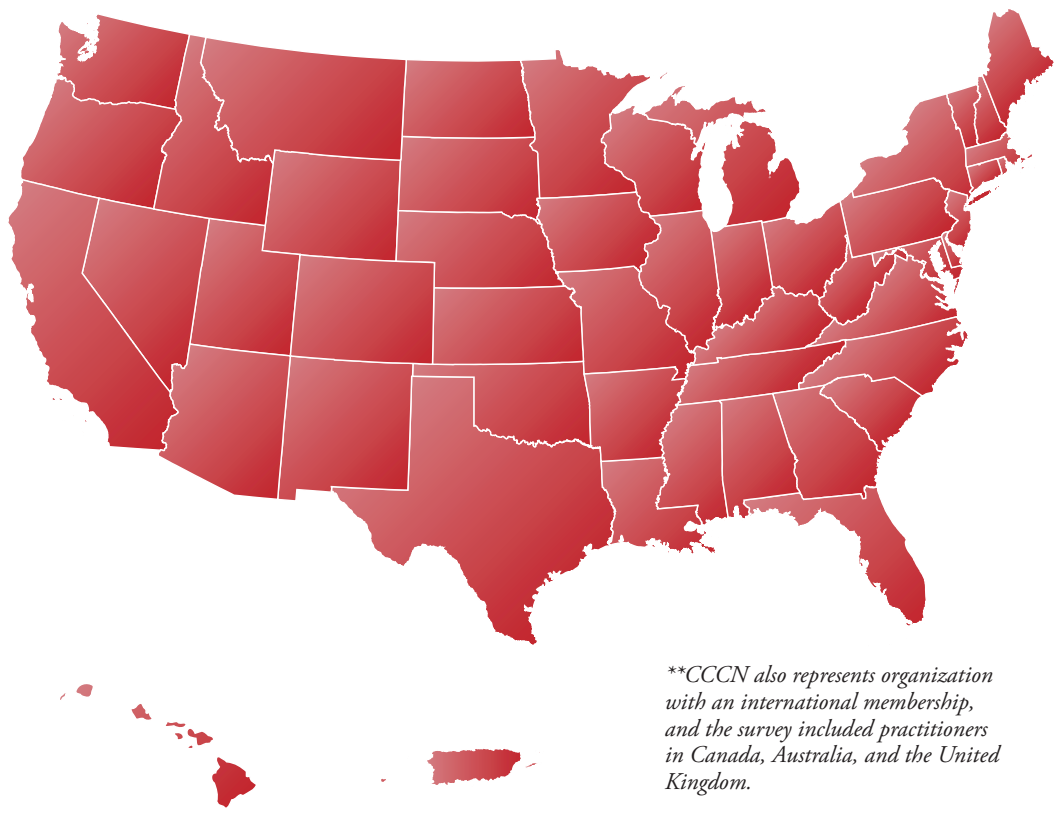 **CCCN also represents organization
with an international membership,
and the survey included practitioners
in Canada, Australia, and the United
Kingdom.